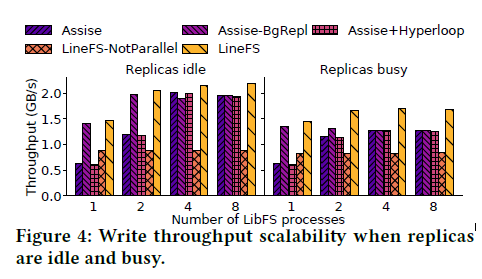 Assise Assise-BgRepl Assise+Hyperloop
LineFS-NotParallel LineFS
Replicas idle Replicas busy
Throughput (GB/s)
2.0
1.5
1.0
0.5
0.0
1 2 4 8 1 2 4 8
Number of LibFS processes
Figure 4: Write throughput scalability when replicas
are idle and busy.